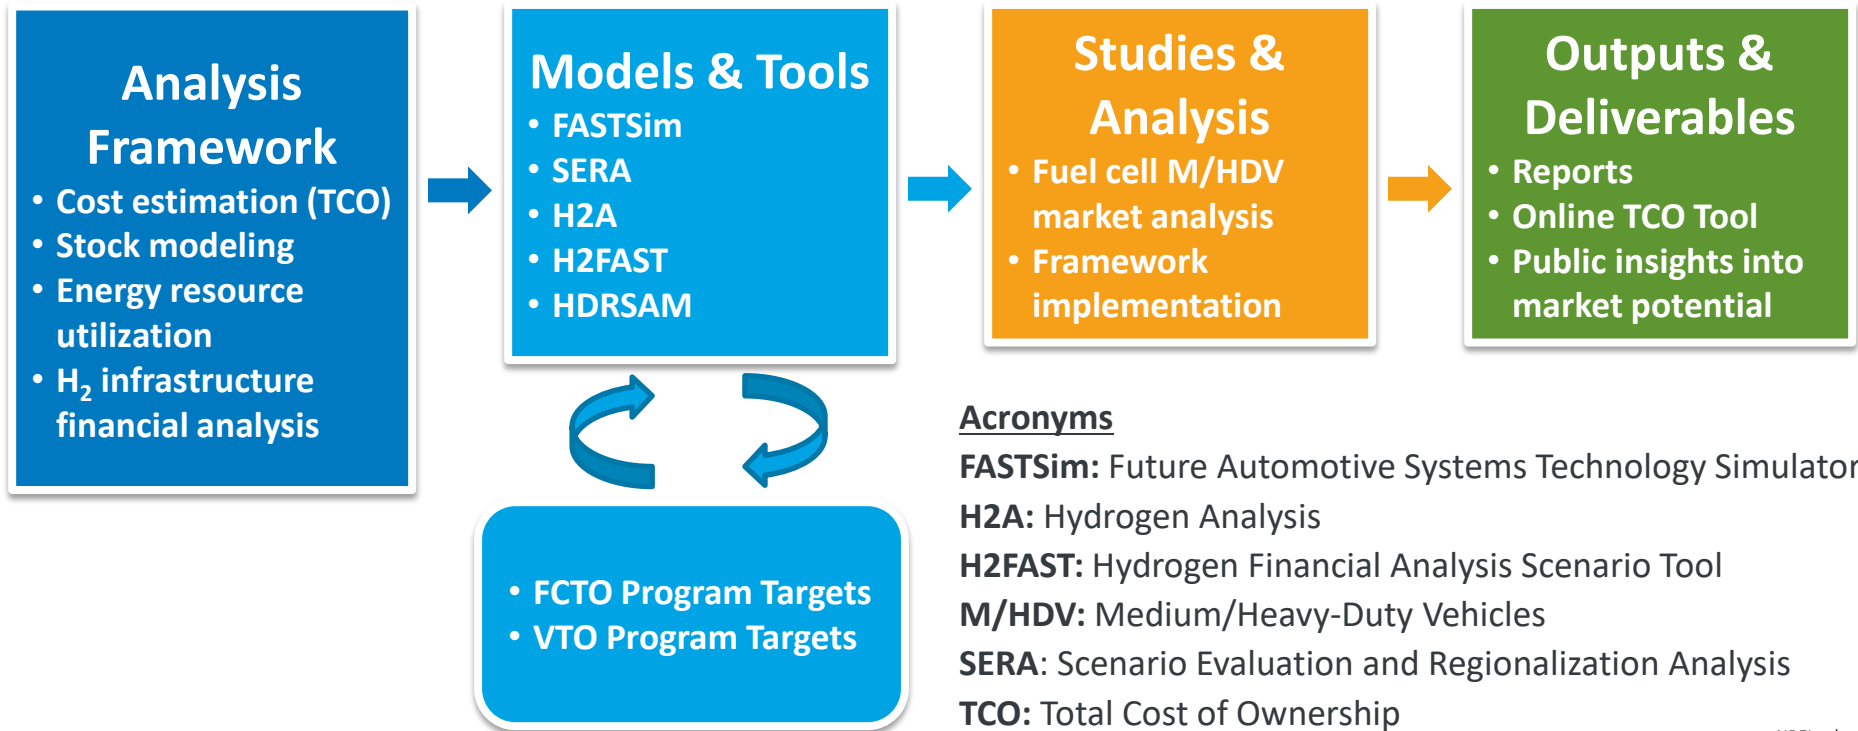 Analysis
Framework
• Cost estimation (TCO)
• Stock modeling
• Energy resource
utilization
• H₂ infrastructure
financial analysis
Models & Tools
• FASTSim
• SERA
• H2A
• H2FAST
• HDRSAM
• FCTO Program Targets
• VTO Program Targets
Studies &
Analysis
• Fuel cell M/HDV
market analysis
• Framework
implementation
Outputs &
Deliverables
• Reports
• Online TCO Tool
• Public insights into
market potential
Acronyms
FASTSim: Future Automotive Systems Technology Simulator
H2A: Hydrogen Analysis
H2FAST: Hydrogen Financial Analysis Scenario Tool
M/HDV: Medium/Heavy-Duty Vehicles
SERA: Scenario Evaluation and Regionalization Analysis
TCO: Total Cost of Ownership